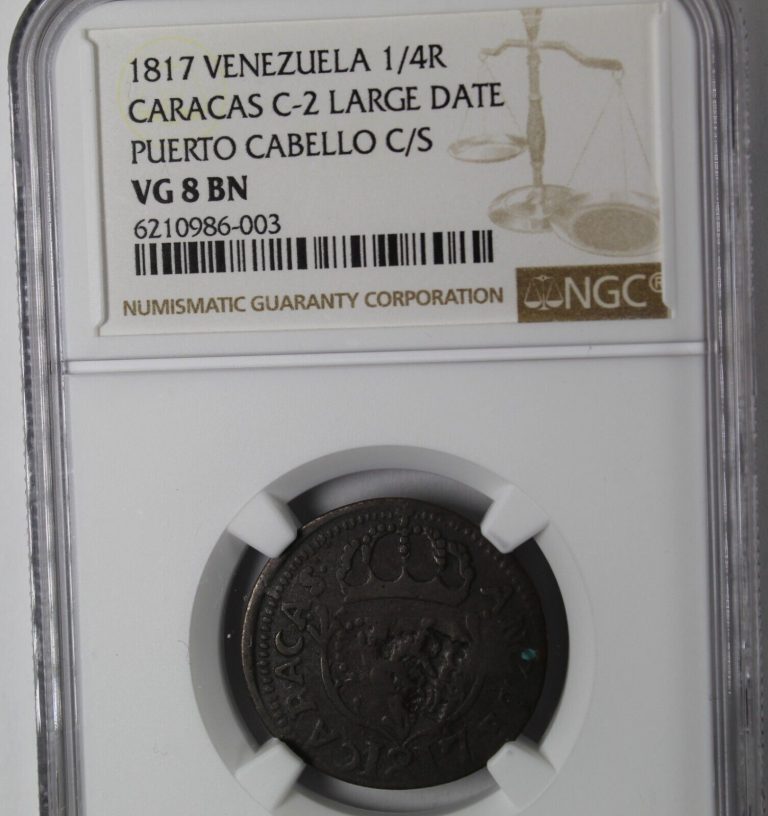 1817 VENEZUELA 1/4R
CARACAS C-2 LARGE DATE
PUERTO CABELLO C/S
VG 8 BN
6210986-003
NUMISMATIC GUARANTY CORPORATION
NGC®
CARACAS